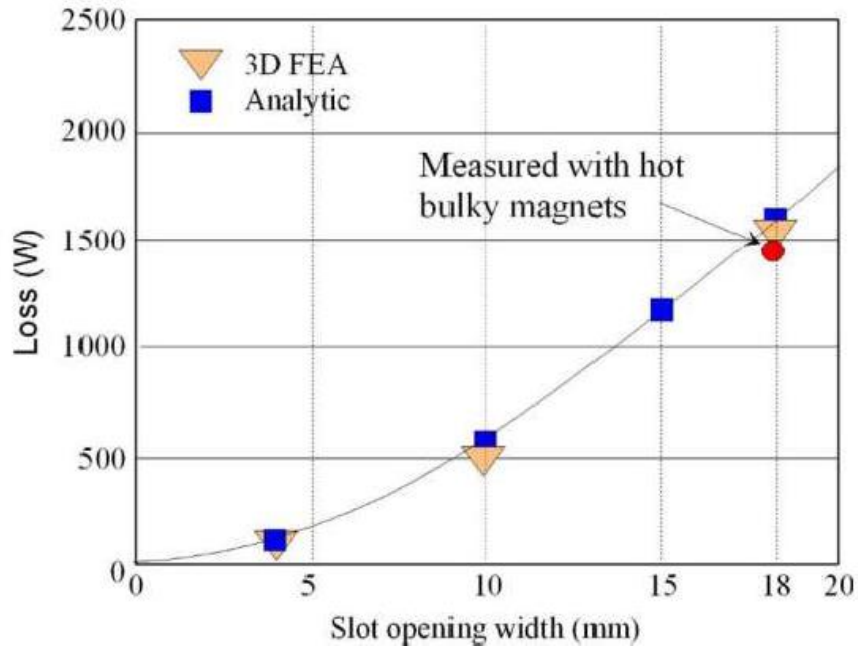 2500
3D FEA
Analytic
2000
Measured with hot
bulky magnets
1500
Loss (W)
1000
500
0
0 5 10 15 18 20
Slot opening width (mm)